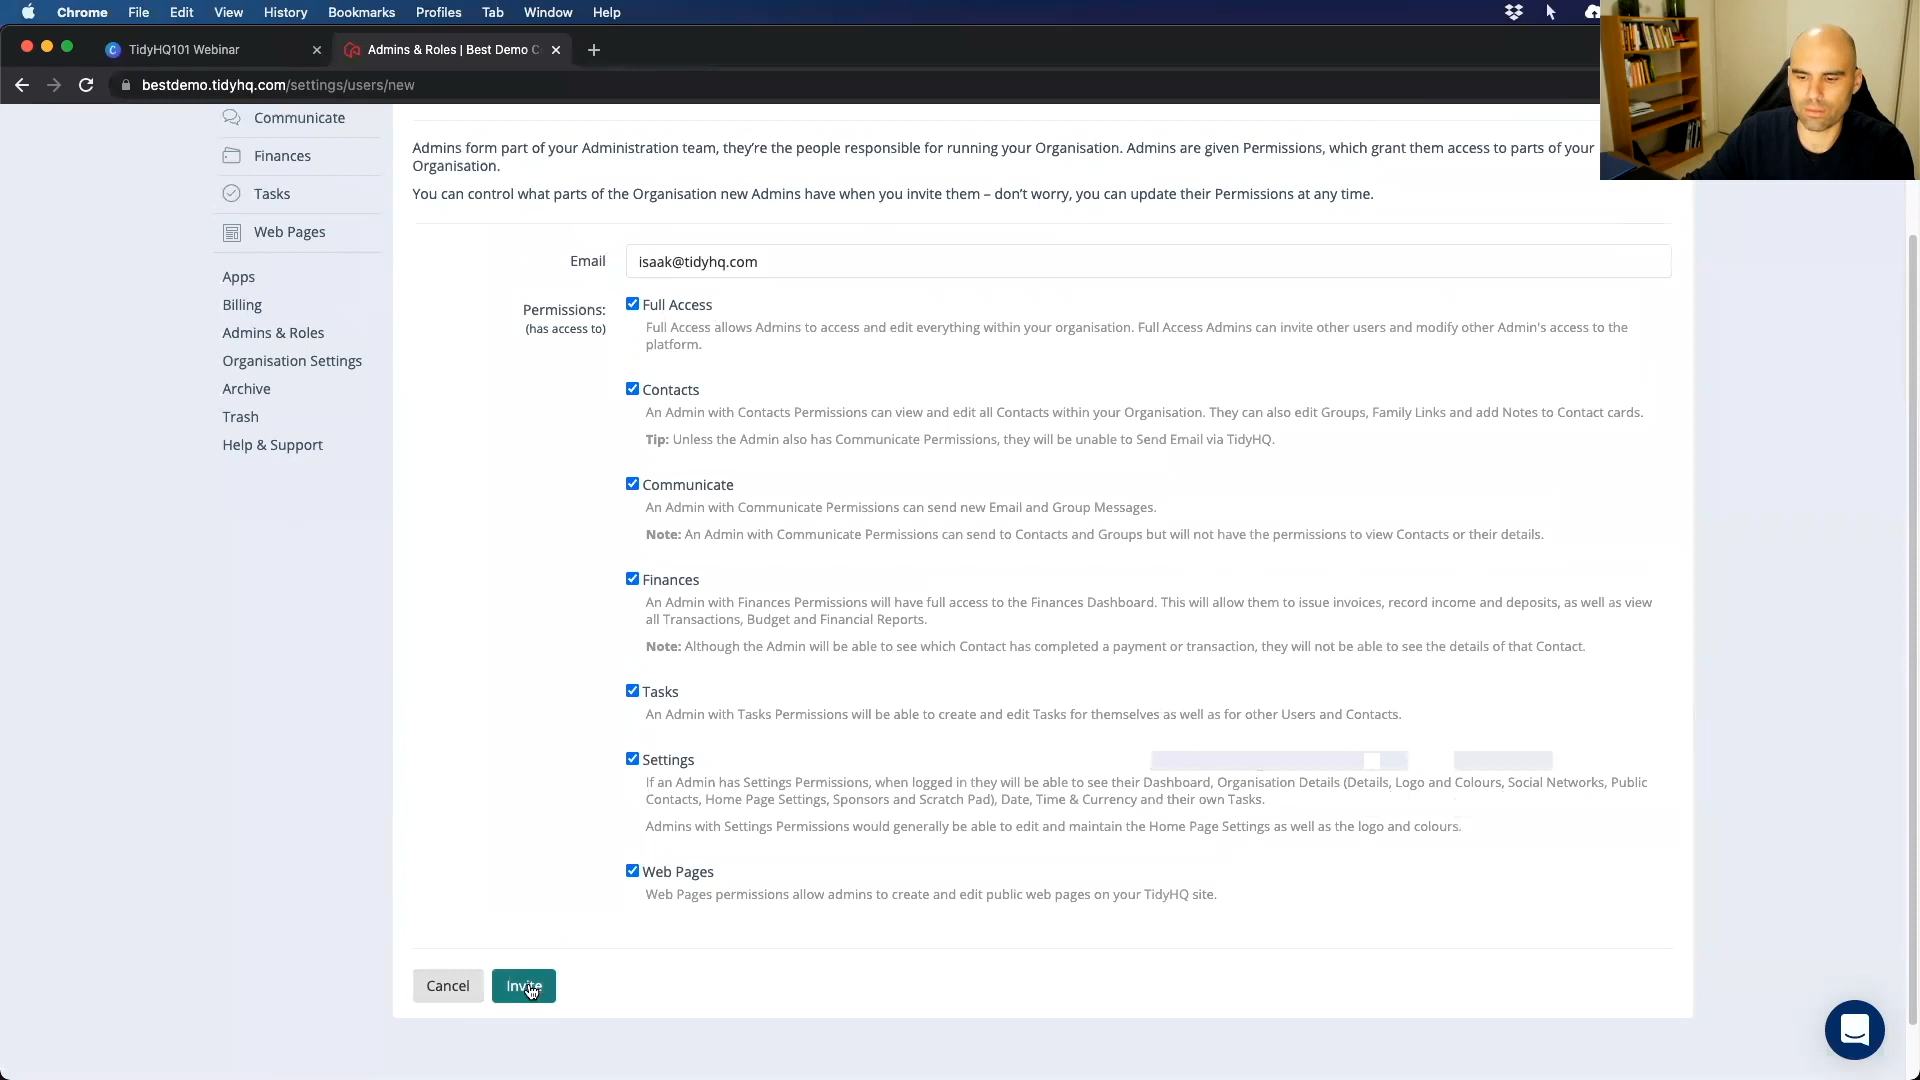 Chrome File Edit View History Bookmarks Profiles Tab Window Help
TidyHQ101 Webinar
Admins & Roles | Best Demo C
bestdemo.tidyhq.com/settings/users/new
Communicate
Finances
Tasks
Web Pages
Apps
Billing
Admins & Roles
Organisation Settings
Archive
Trash
Help & Support
Admins form part of your Administration team, they're the people responsible for running your Organisation. Admins are given Permissions, which grant them access to parts of your
Organisation.
You can control what parts of the Organisation new Admins have when you invite them – don't worry, you can update their Permissions at any time.
Email
isaak@tidyhq.com
Permissions:
(has access to)
Full Access
Full Access allows Admins to access and edit everything within your organisation. Full Access Admins can invite other users and modify other Admin's access to the
platform.
Contacts
An Admin with Contacts Permissions can view and edit all Contacts within your Organisation. They can also edit Groups, Family Links and add Notes to Contact cards.
Tip: Unless the Admin also has Communicate Permissions, they will be unable to Send Email via TidyHQ.
Communicate
An Admin with Communicate Permissions can send new Email and Group Messages.
Note: An Admin with Communicate Permissions can send to Contacts and Groups but will not have the permissions to view Contacts or their details.
Finances
An Admin with Finances Permissions will have full access to the Finances Dashboard. This will allow them to issue invoices, record income and deposits, as well as view
all Transactions, Budget and Financial Reports.
Note: Although the Admin will be able to see which Contact has completed a payment or transaction, they will not be able to see the details of that Contact.
Tasks
An Admin with Tasks Permissions will be able to create and edit Tasks for themselves as well as for other Users and Contacts.
Settings
If an Admin has Settings Permissions, when logged in they will be able to see their Dashboard, Organisation Details (Details, Logo and Colours, Social Networks, Public
Contacts, Home Page Settings, Sponsors and Scratch Pad), Date, Time & Currency and their own Tasks.
Admins with Settings Permissions would generally be able to edit and maintain the Home Page Settings as well as the logo and colours.
Web Pages
Web Pages permissions allow admins to create and edit public web pages on your TidyHQ site.
Cancel
Invite